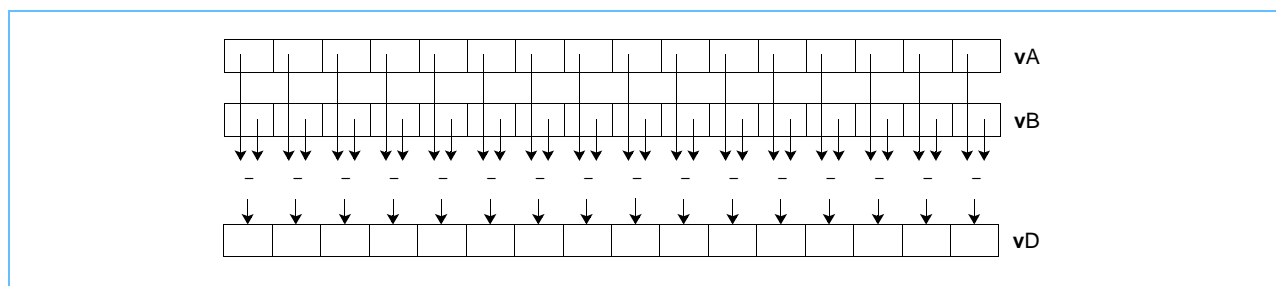 vA
vB
– – – – – – – – – – – – – – – –
vD